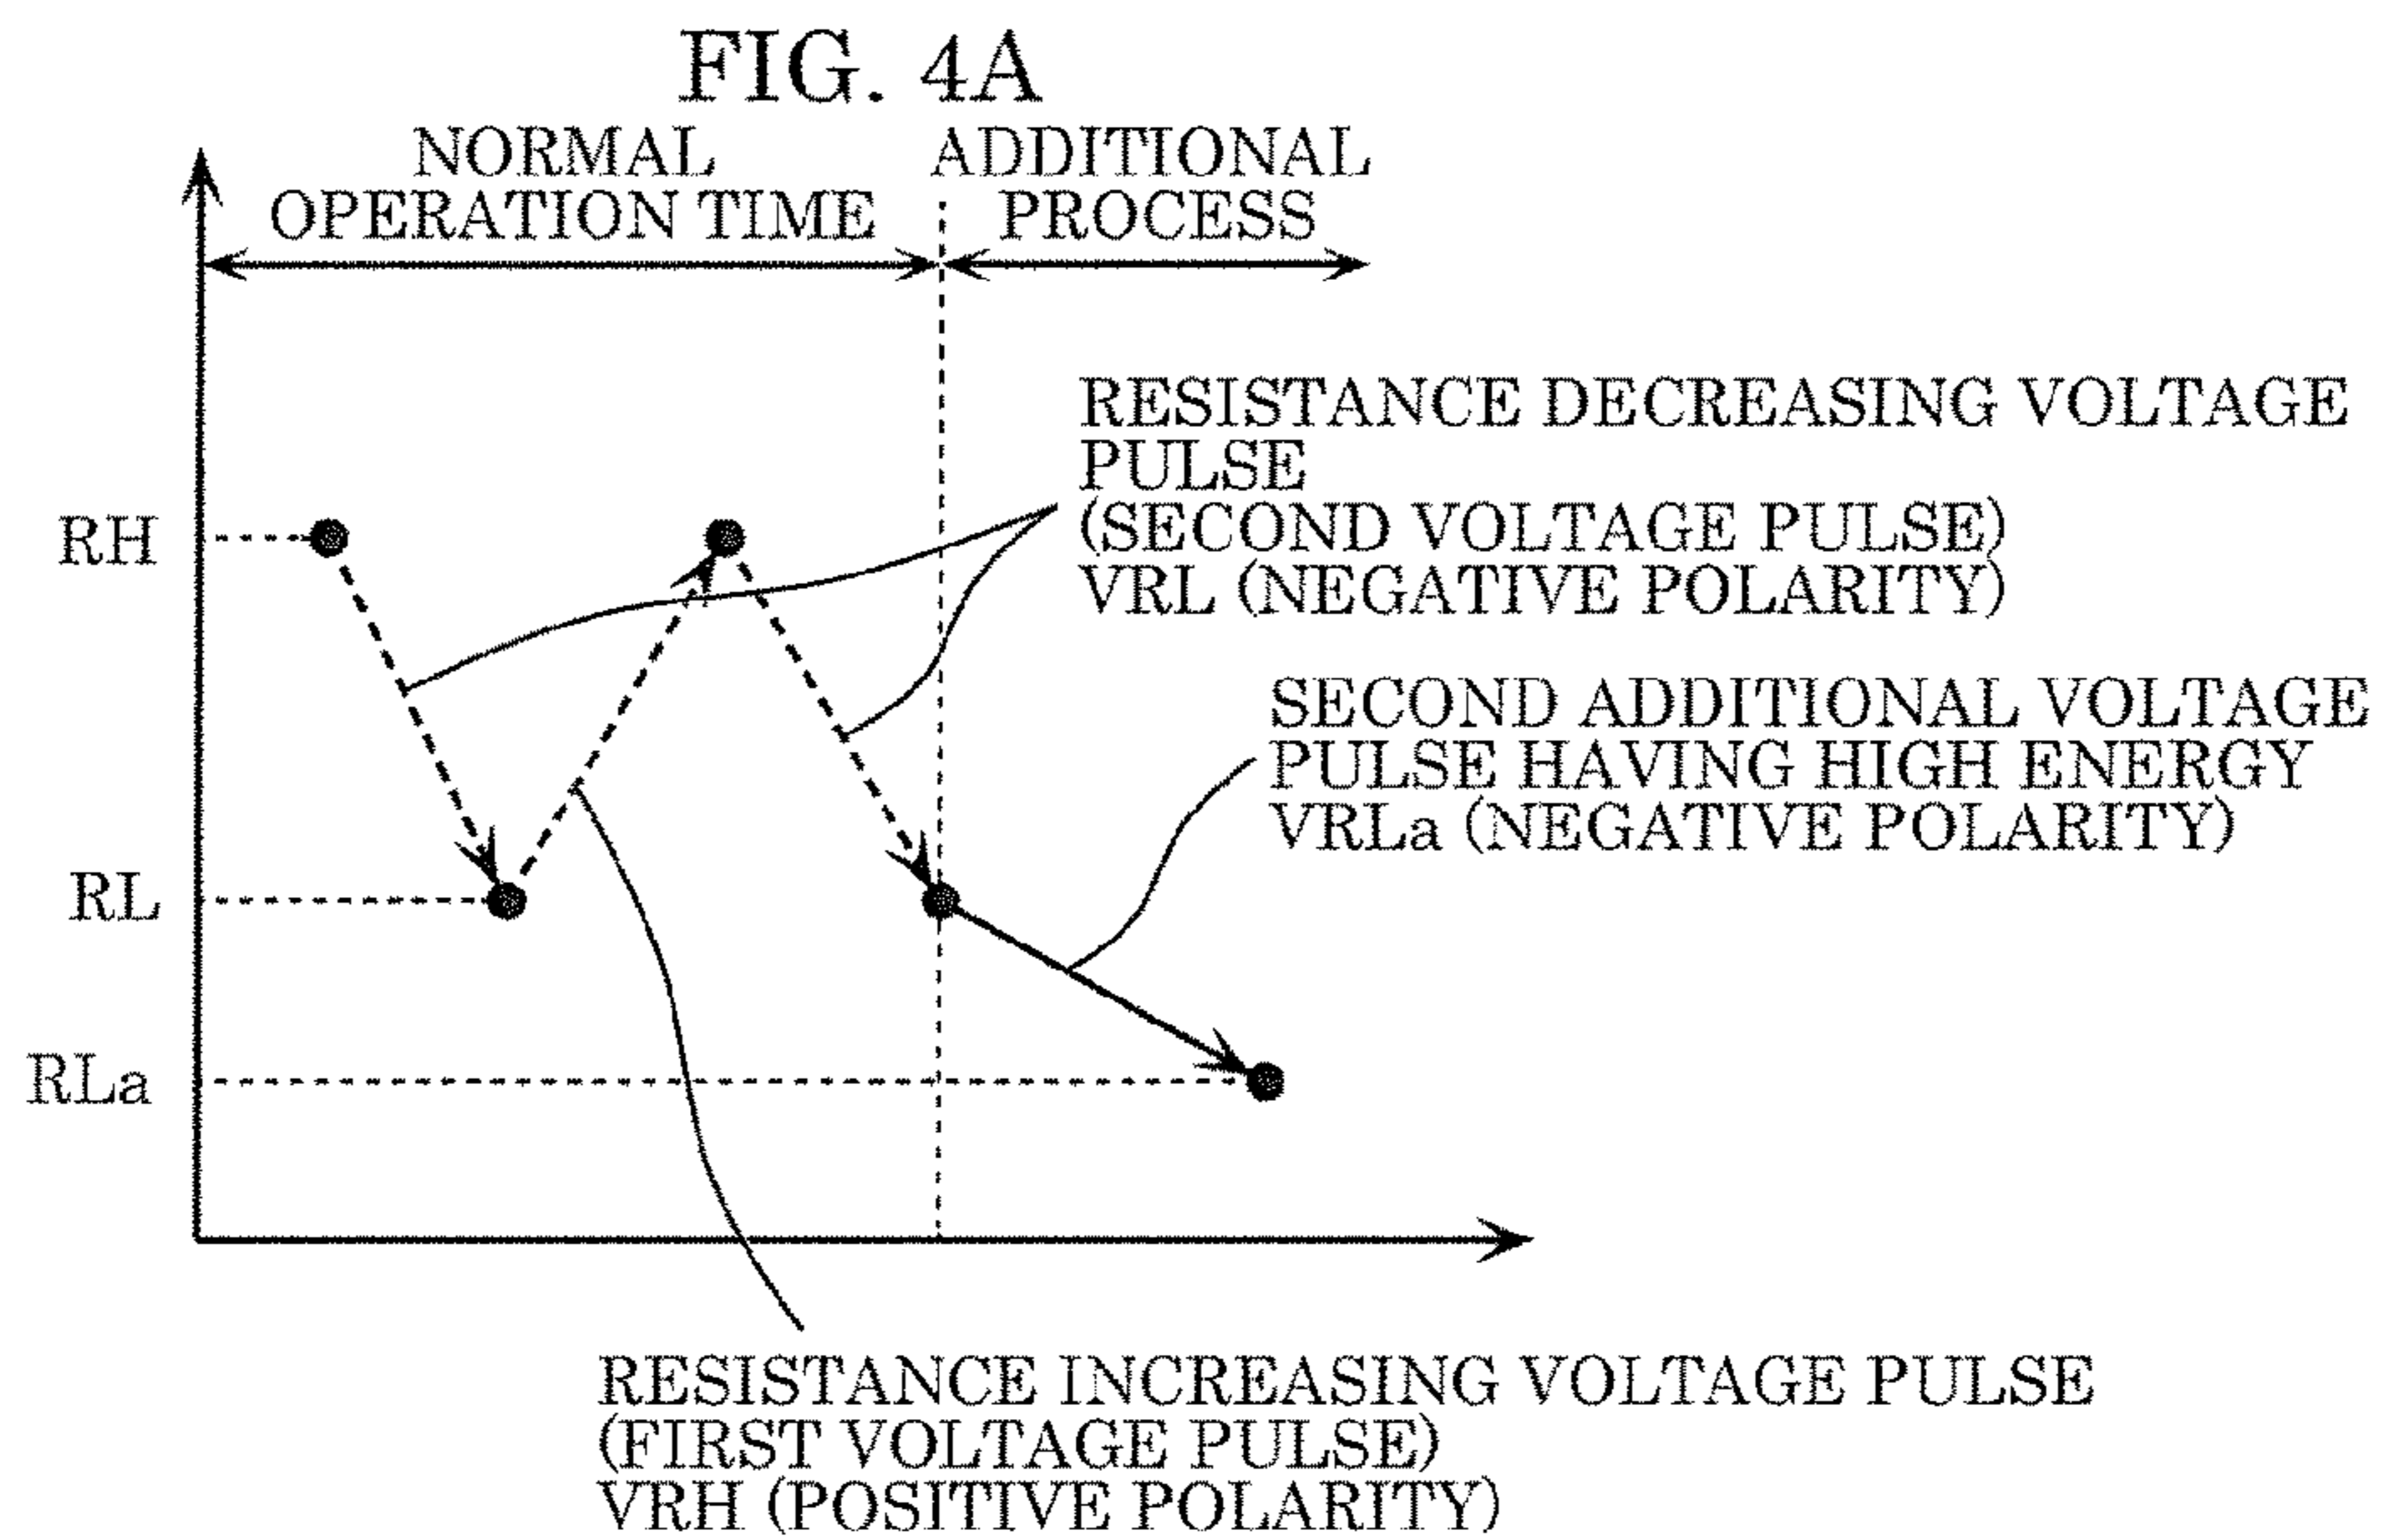 FIG. 4A
NORMAL
OPERATION TIME
ADDITIONAL
PROCESS
RESISTANCE DECREASING VOLTAGE
PULSE
(SECOND VOLTAGE PULSE)
VRL (NEGATIVE POLARITY)
RH
SECOND ADDITIONAL VOLTAGE
PULSE HAVING HIGH ENERGY
VRLa (NEGATIVE POLARITY)
RL
RLa
RESISTANCE INCREASING VOLTAGE PULSE
(FIRST VOLTAGE PULSE)
VRH (POSITIVE POLARITY)